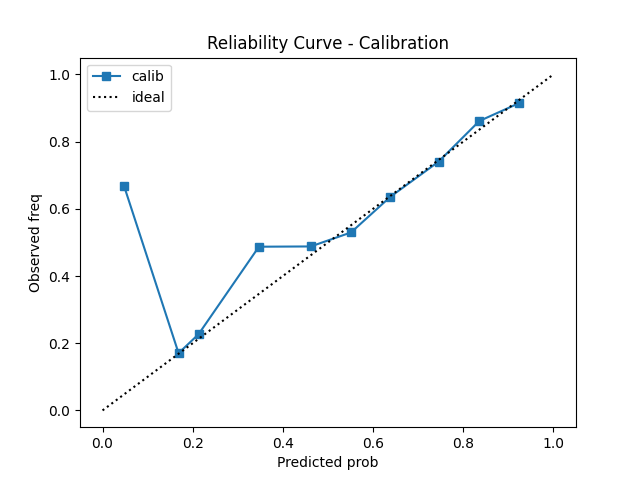 Reliability Curve - Calibration
calib
ideal
Observed freq
1.0
0.8
0.6
0.4
0.2
0.0
0.0 0.2 0.4 0.6 0.8 1.0
Predicted prob